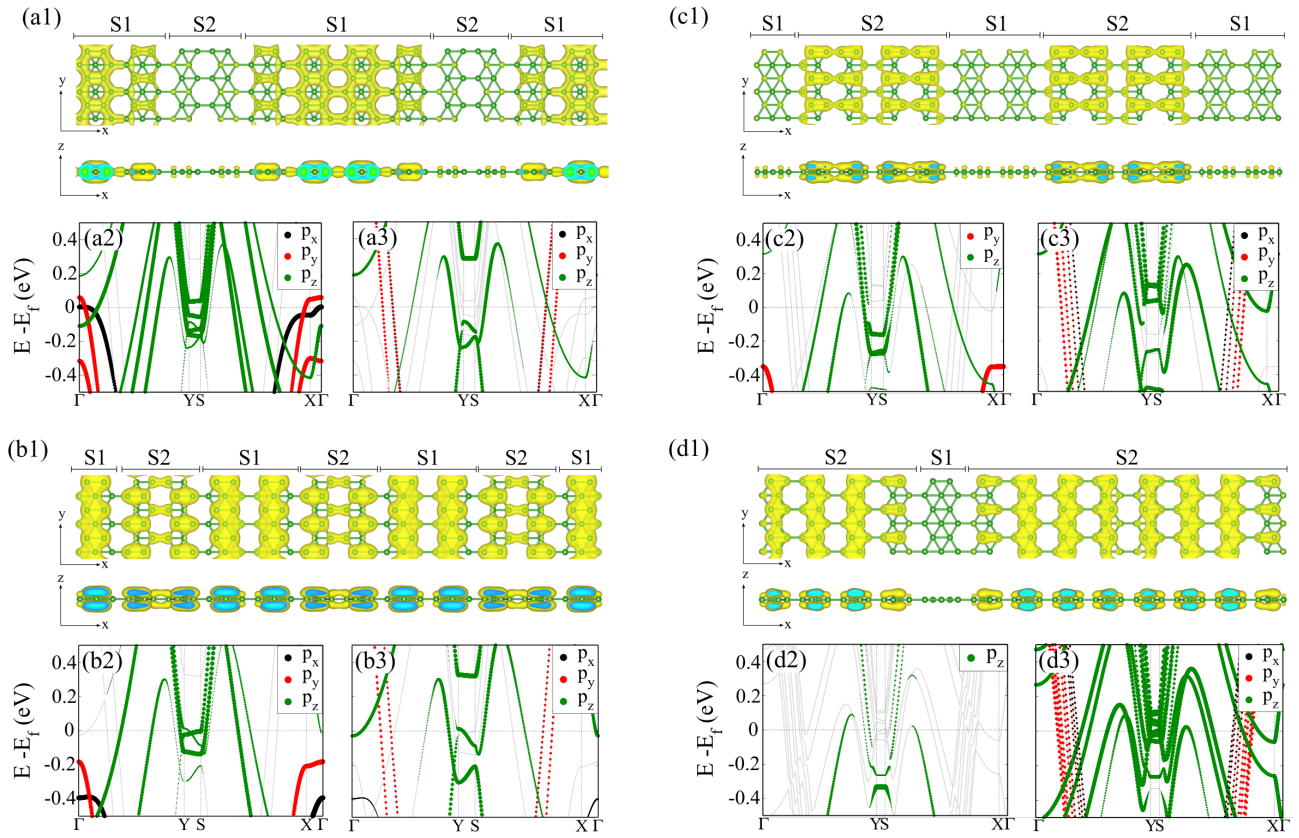 (a1)
S1 S2 S1 S2 S1
y
x
z
x
(a2)
E -E_f (eV)
0.4
0.2
0
-0.2
-0.4
p_x
p_y
p_z
Γ YS XΓ
(a3)
p_x
p_y
p_z
Γ YS XΓ
(c1)
S1 S2 S1 S2 S1
y
x
z
x
(c2)
E -E_f (eV)
0.4
0.2
0
-0.2
-0.4
p_y
p_z
Γ YS XΓ
(c3)
p_x
p_y
p_z
Γ YS XΓ
(b1)
S1 S2 S1 S2 S1 S2 S1
y
x
z
x
(b2)
E -E_f (eV)
0.4
0.2
0
-0.2
-0.4
p_x
p_y
p_z
Γ Y S X Γ
(b3)
p_x
p_y
p_z
Γ Y S X Γ
(d1)
S2 S1 S2
y
x
z
x
(d2)
E -E_f (eV)
0.4
0.2
0
-0.2
-0.4
p_z
Γ YS XΓ
(d3)
p_x
p_y
p_z
Γ YS XΓ